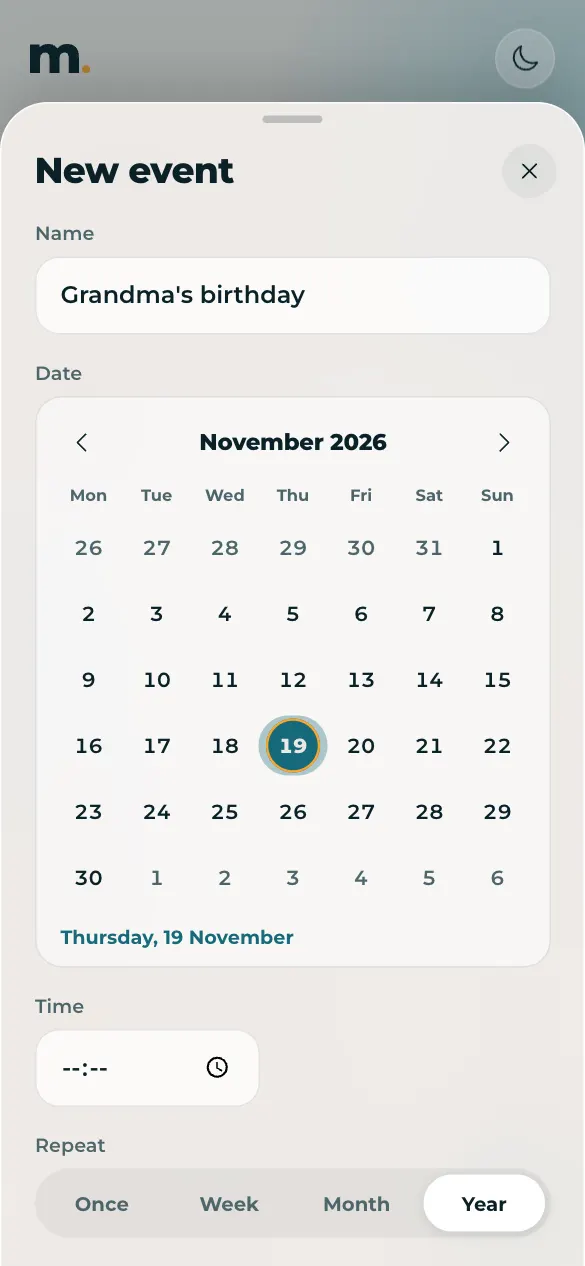 m.
New event
Name
Grandma's birthday
Date
November 2026
Mon Tue Wed Thu Fri Sat Sun
26 27 28 29 30 31 1
2 3 4 5 6 7 8
9 10 11 12 13 14 15
16 17 18 19 20 21 22
23 24 25 26 27 28 29
30 1 2 3 4 5 6
Thursday, 19 November
Time
--:--
Repeat
Once Week Month Year